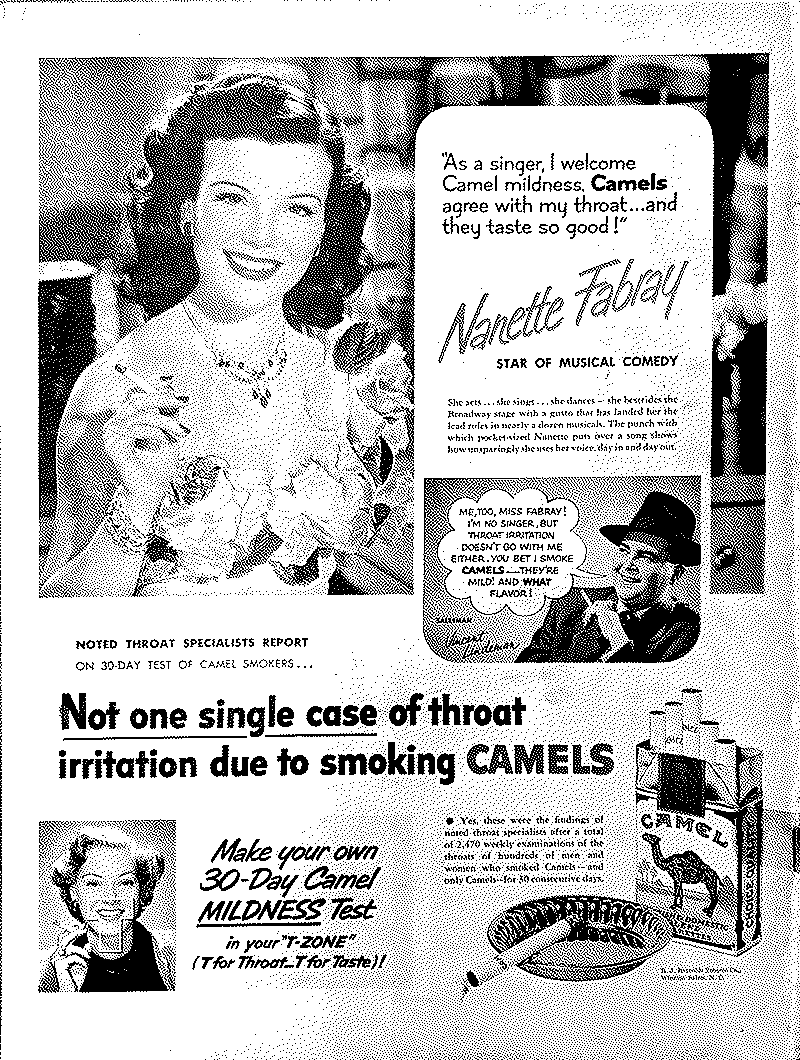 "As a singer, I welcome
Camel mildness. Camels
agree with my throat...and
they taste so good!"
Nanette Fabray
STAR OF MUSICAL COMEDY
She acts . . . she sings . . . she dances – she bestrides the
Broadway stage with a gusto that has landed her the
lead roles in nearly a dozen musicals. The punch with
which pocket-sized Nanette puts over a song shows
how unsparingly she uses her voice, day in and day out.
ME, TOO, MISS FABRAY!
I'M NO SINGER, BUT
THROAT IRRITATION
DOESN'T GO WITH ME
EITHER. YOU BET I SMOKE
CAMELS—THEY'RE
MILD! AND WHAT
FLAVOR!
SALESMAN
Vincent
NOTED THROAT SPECIALISTS REPORT
ON 30-DAY TEST OF CAMEL SMOKERS...
Not one single case of throat
irritation due to smoking CAMELS
Make your own
30-Day Camel
MILDNESS Test
in your "T-ZONE"
(T for Throat...T for Taste)!
● Yes, these were the findings of
noted throat specialists after a total
of 2,470 weekly examinations of the
throats of hundreds of men and
women who smoked Camels—and
only Camels—for 30 consecutive days.
CAMEL
CHOICE QUALITY
DOMESTIC
R. J. Reynolds Tobacco Co.,
Winston-Salem, N. C.